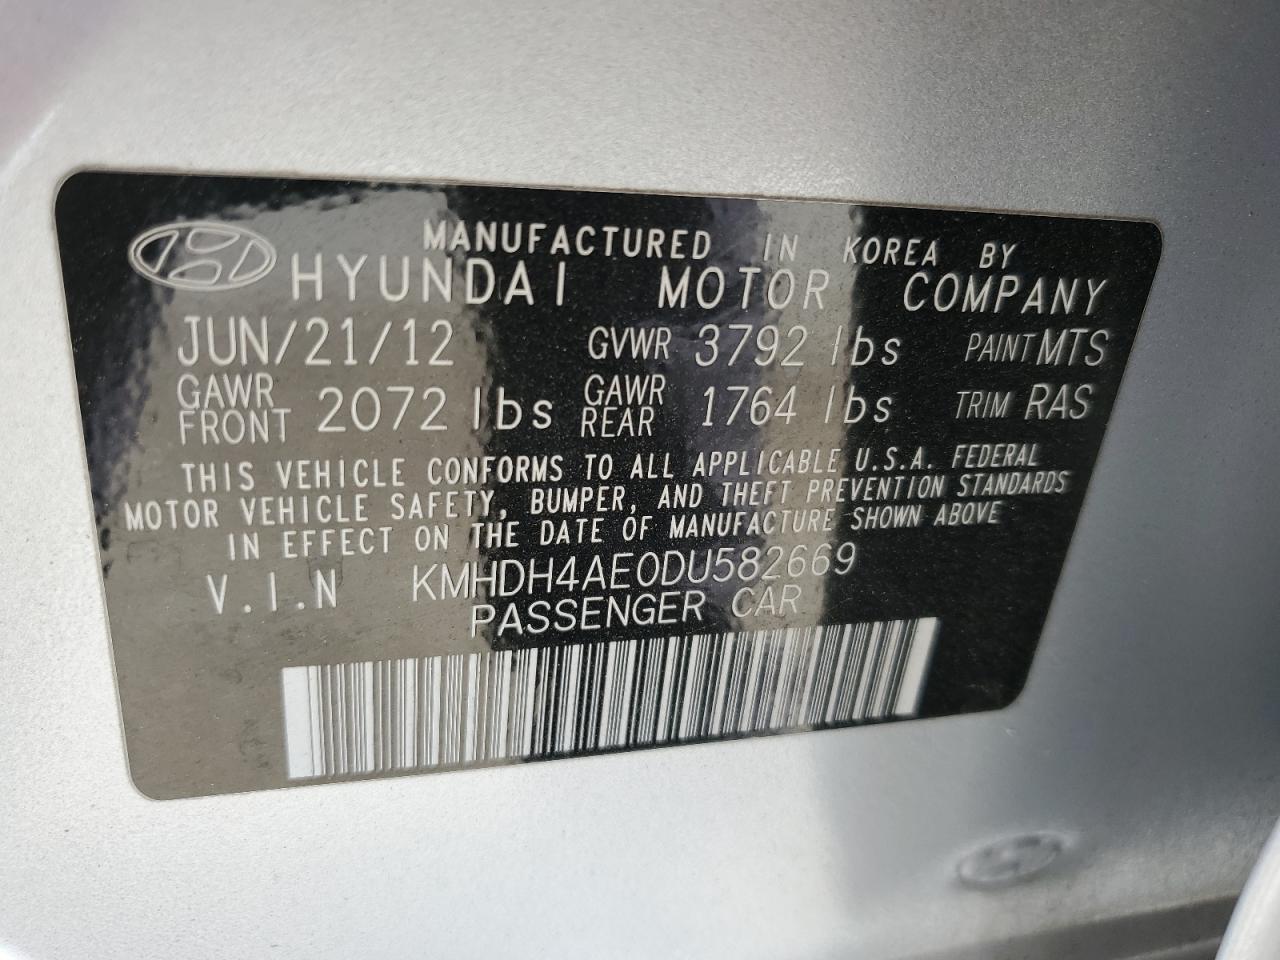 MANUFACTURED IN KOREA BY
HYUNDAI MOTOR COMPANY
JUN/21/12 GVWR 3792 lbs PAINT MTS
GAWR FRONT 2072 lbs GAWR REAR 1764 lbs TRIM RAS
THIS VEHICLE CONFORMS TO ALL APPLICABLE U.S.A. FEDERAL
MOTOR VEHICLE SAFETY, BUMPER, AND THEFT PREVENTION STANDARDS
IN EFFECT ON THE DATE OF MANUFACTURE SHOWN ABOVE
V.I.N KMHDH4AE0DU582669
PASSENGER CAR